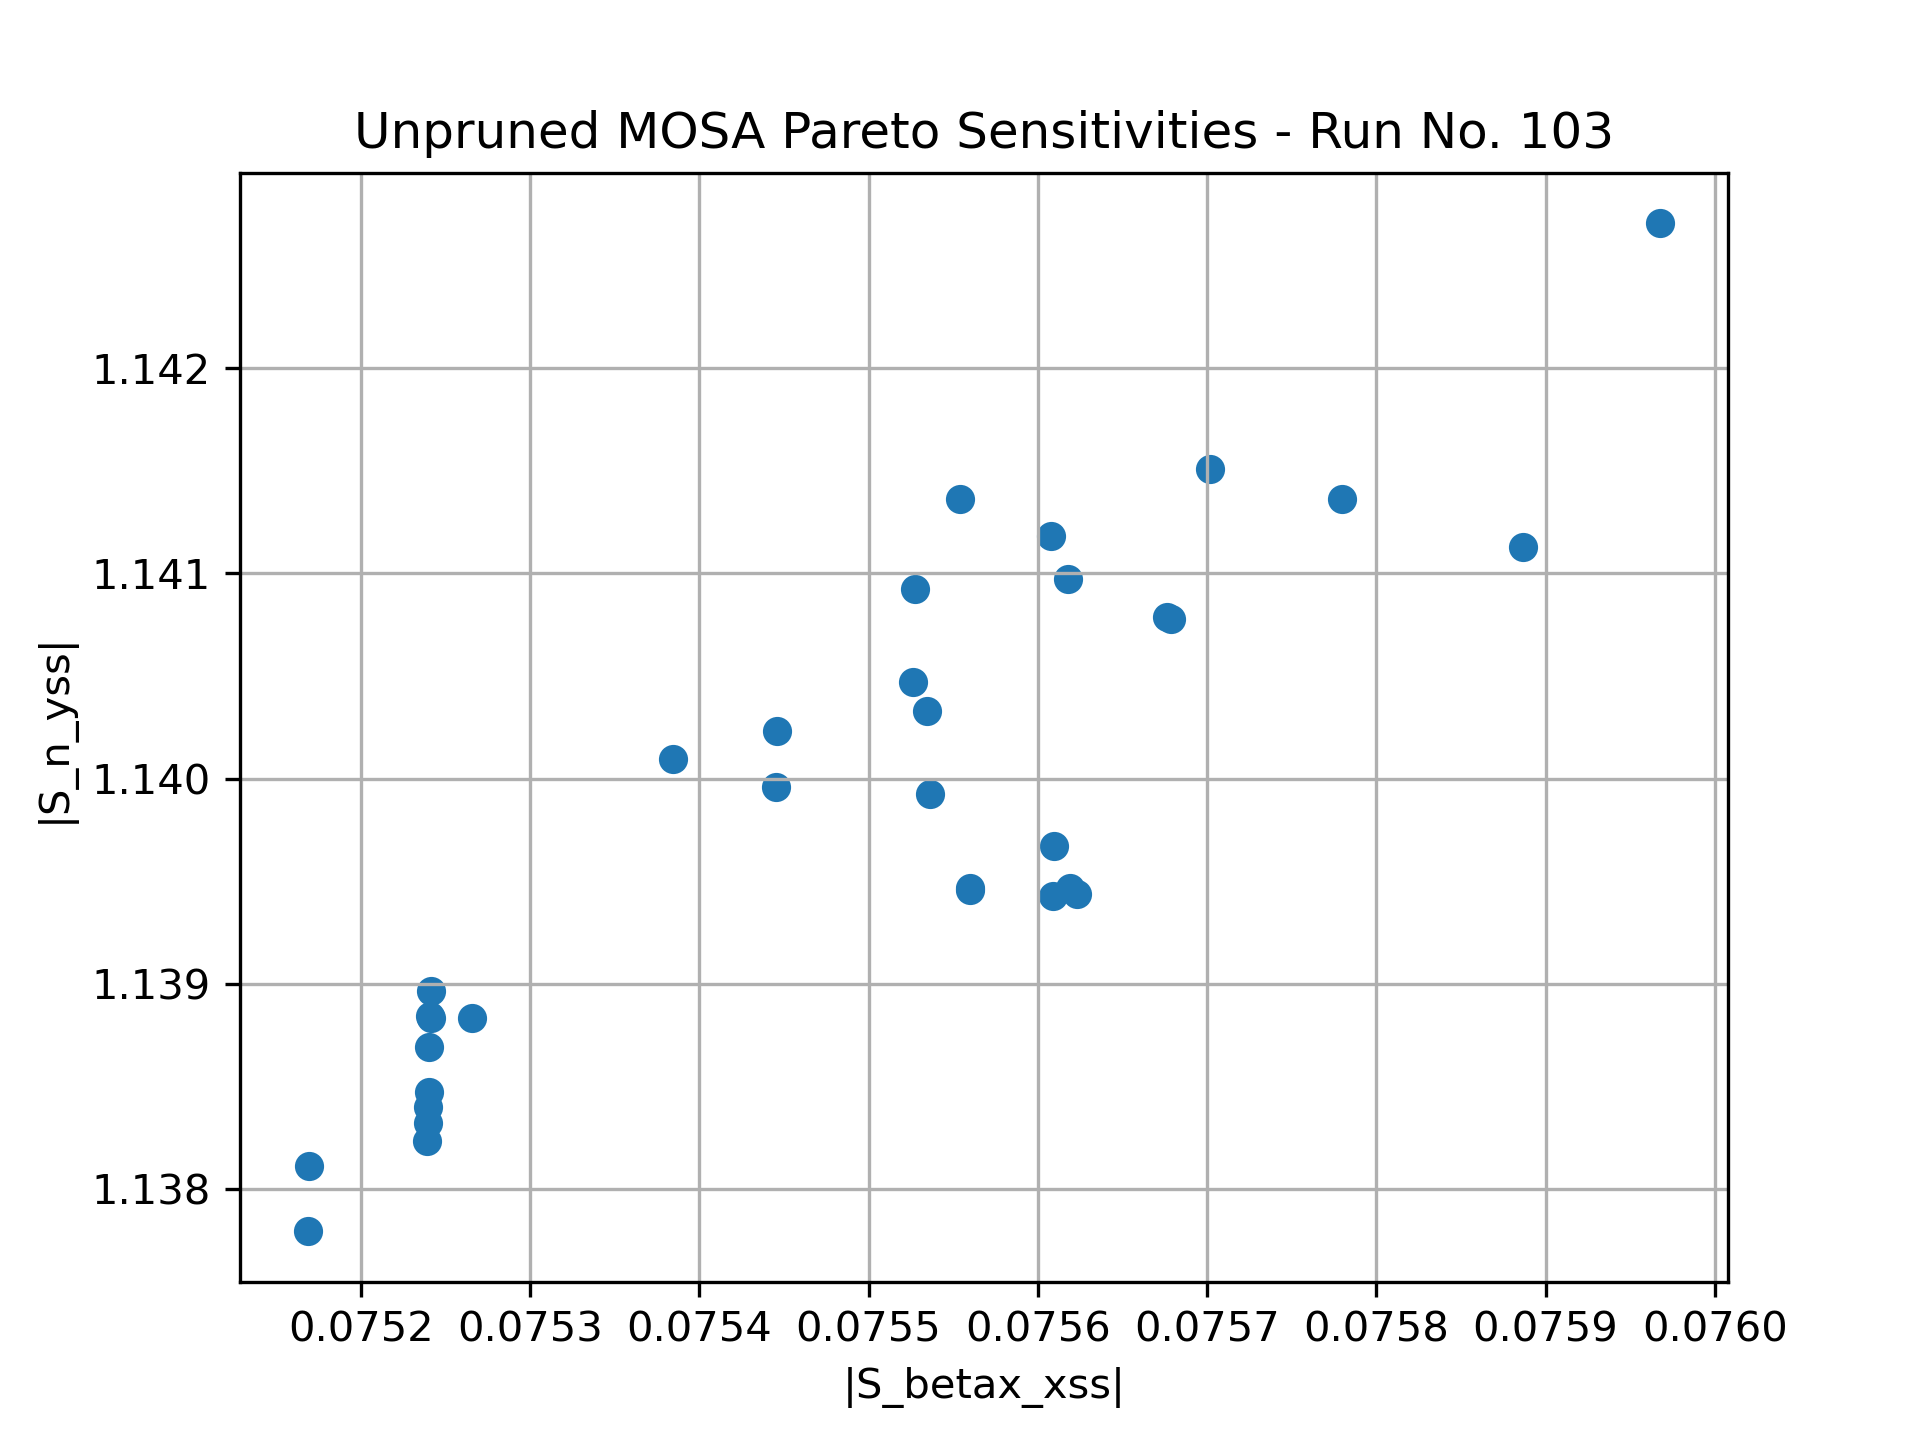 Unpruned MOSA Pareto Sensitivities - Run No. 103
|S_n_yss|
1.142
1.141
1.140
1.139
1.138
0.0752 0.0753 0.0754 0.0755 0.0756 0.0757 0.0758 0.0759 0.0760
|S_betax_xss|